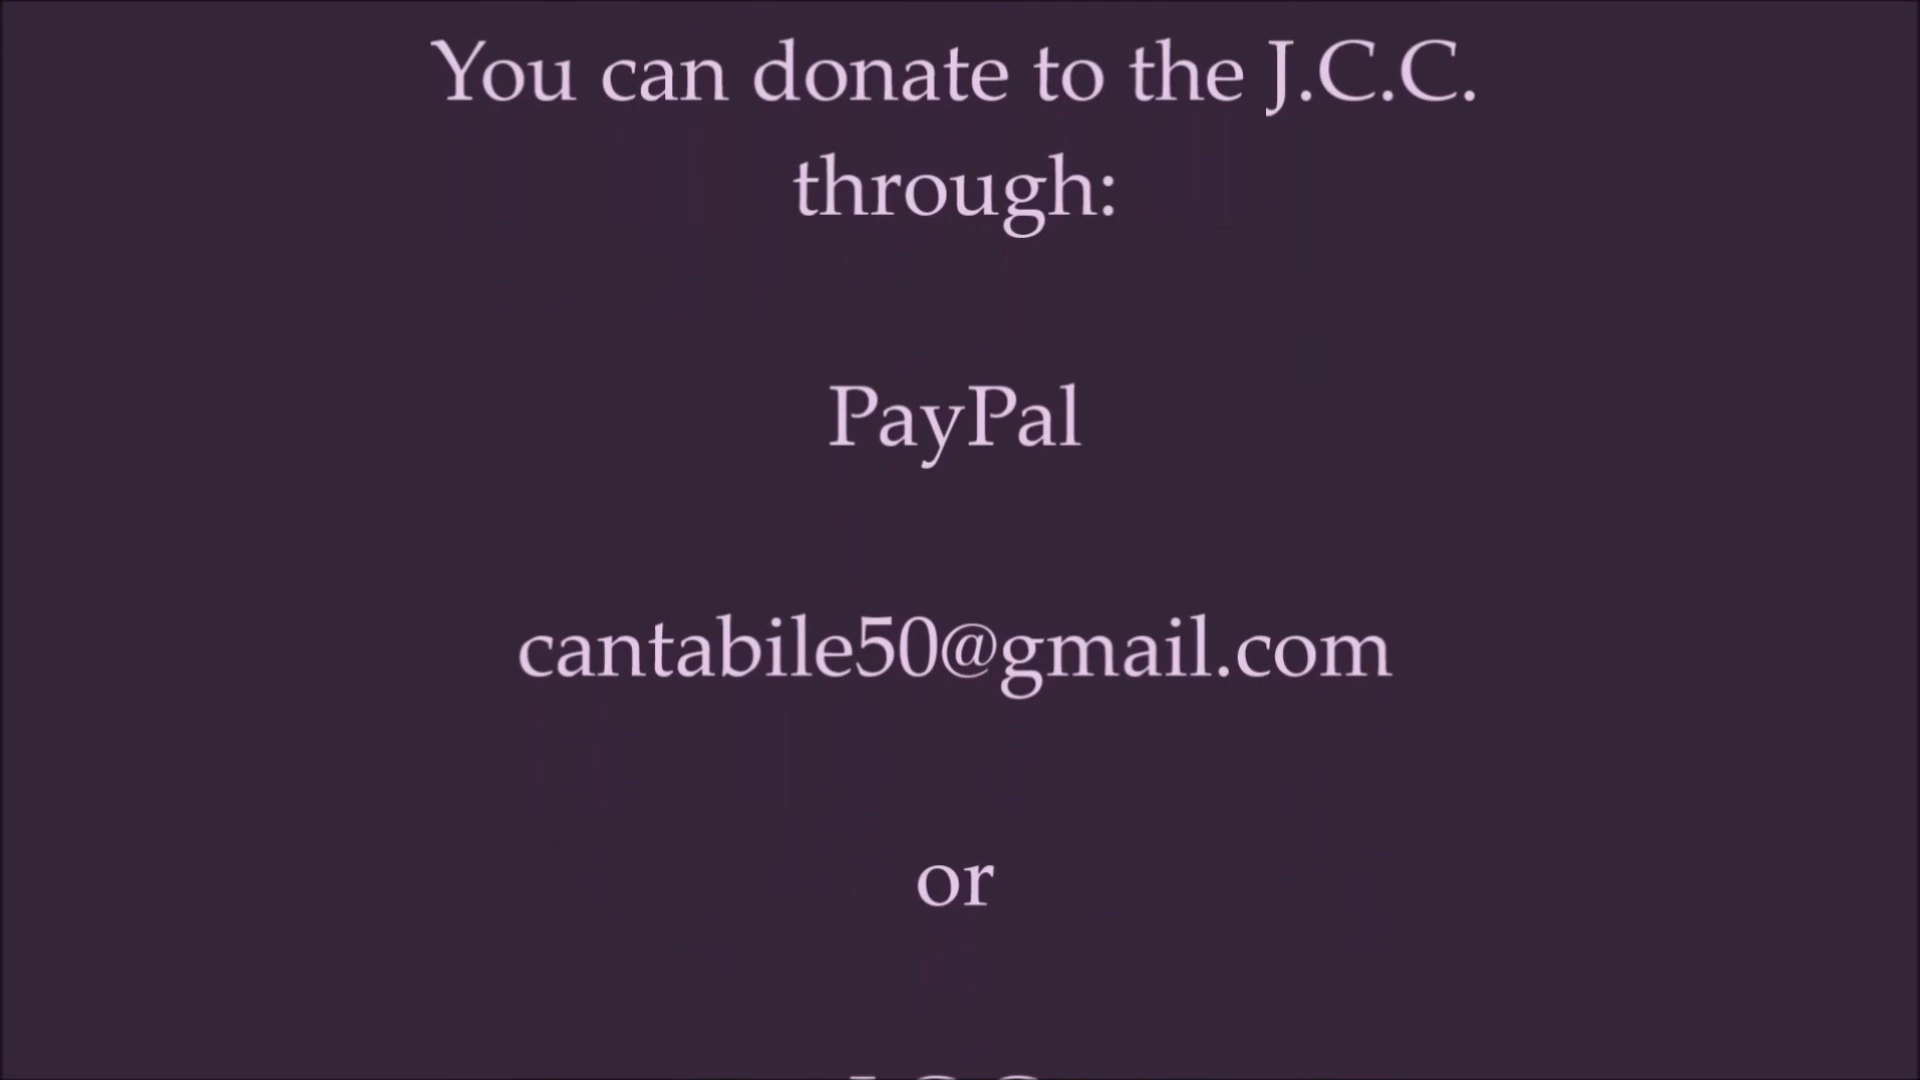 You can donate to the J.C.C.
through:
PayPal
cantabile50@gmail.com
or